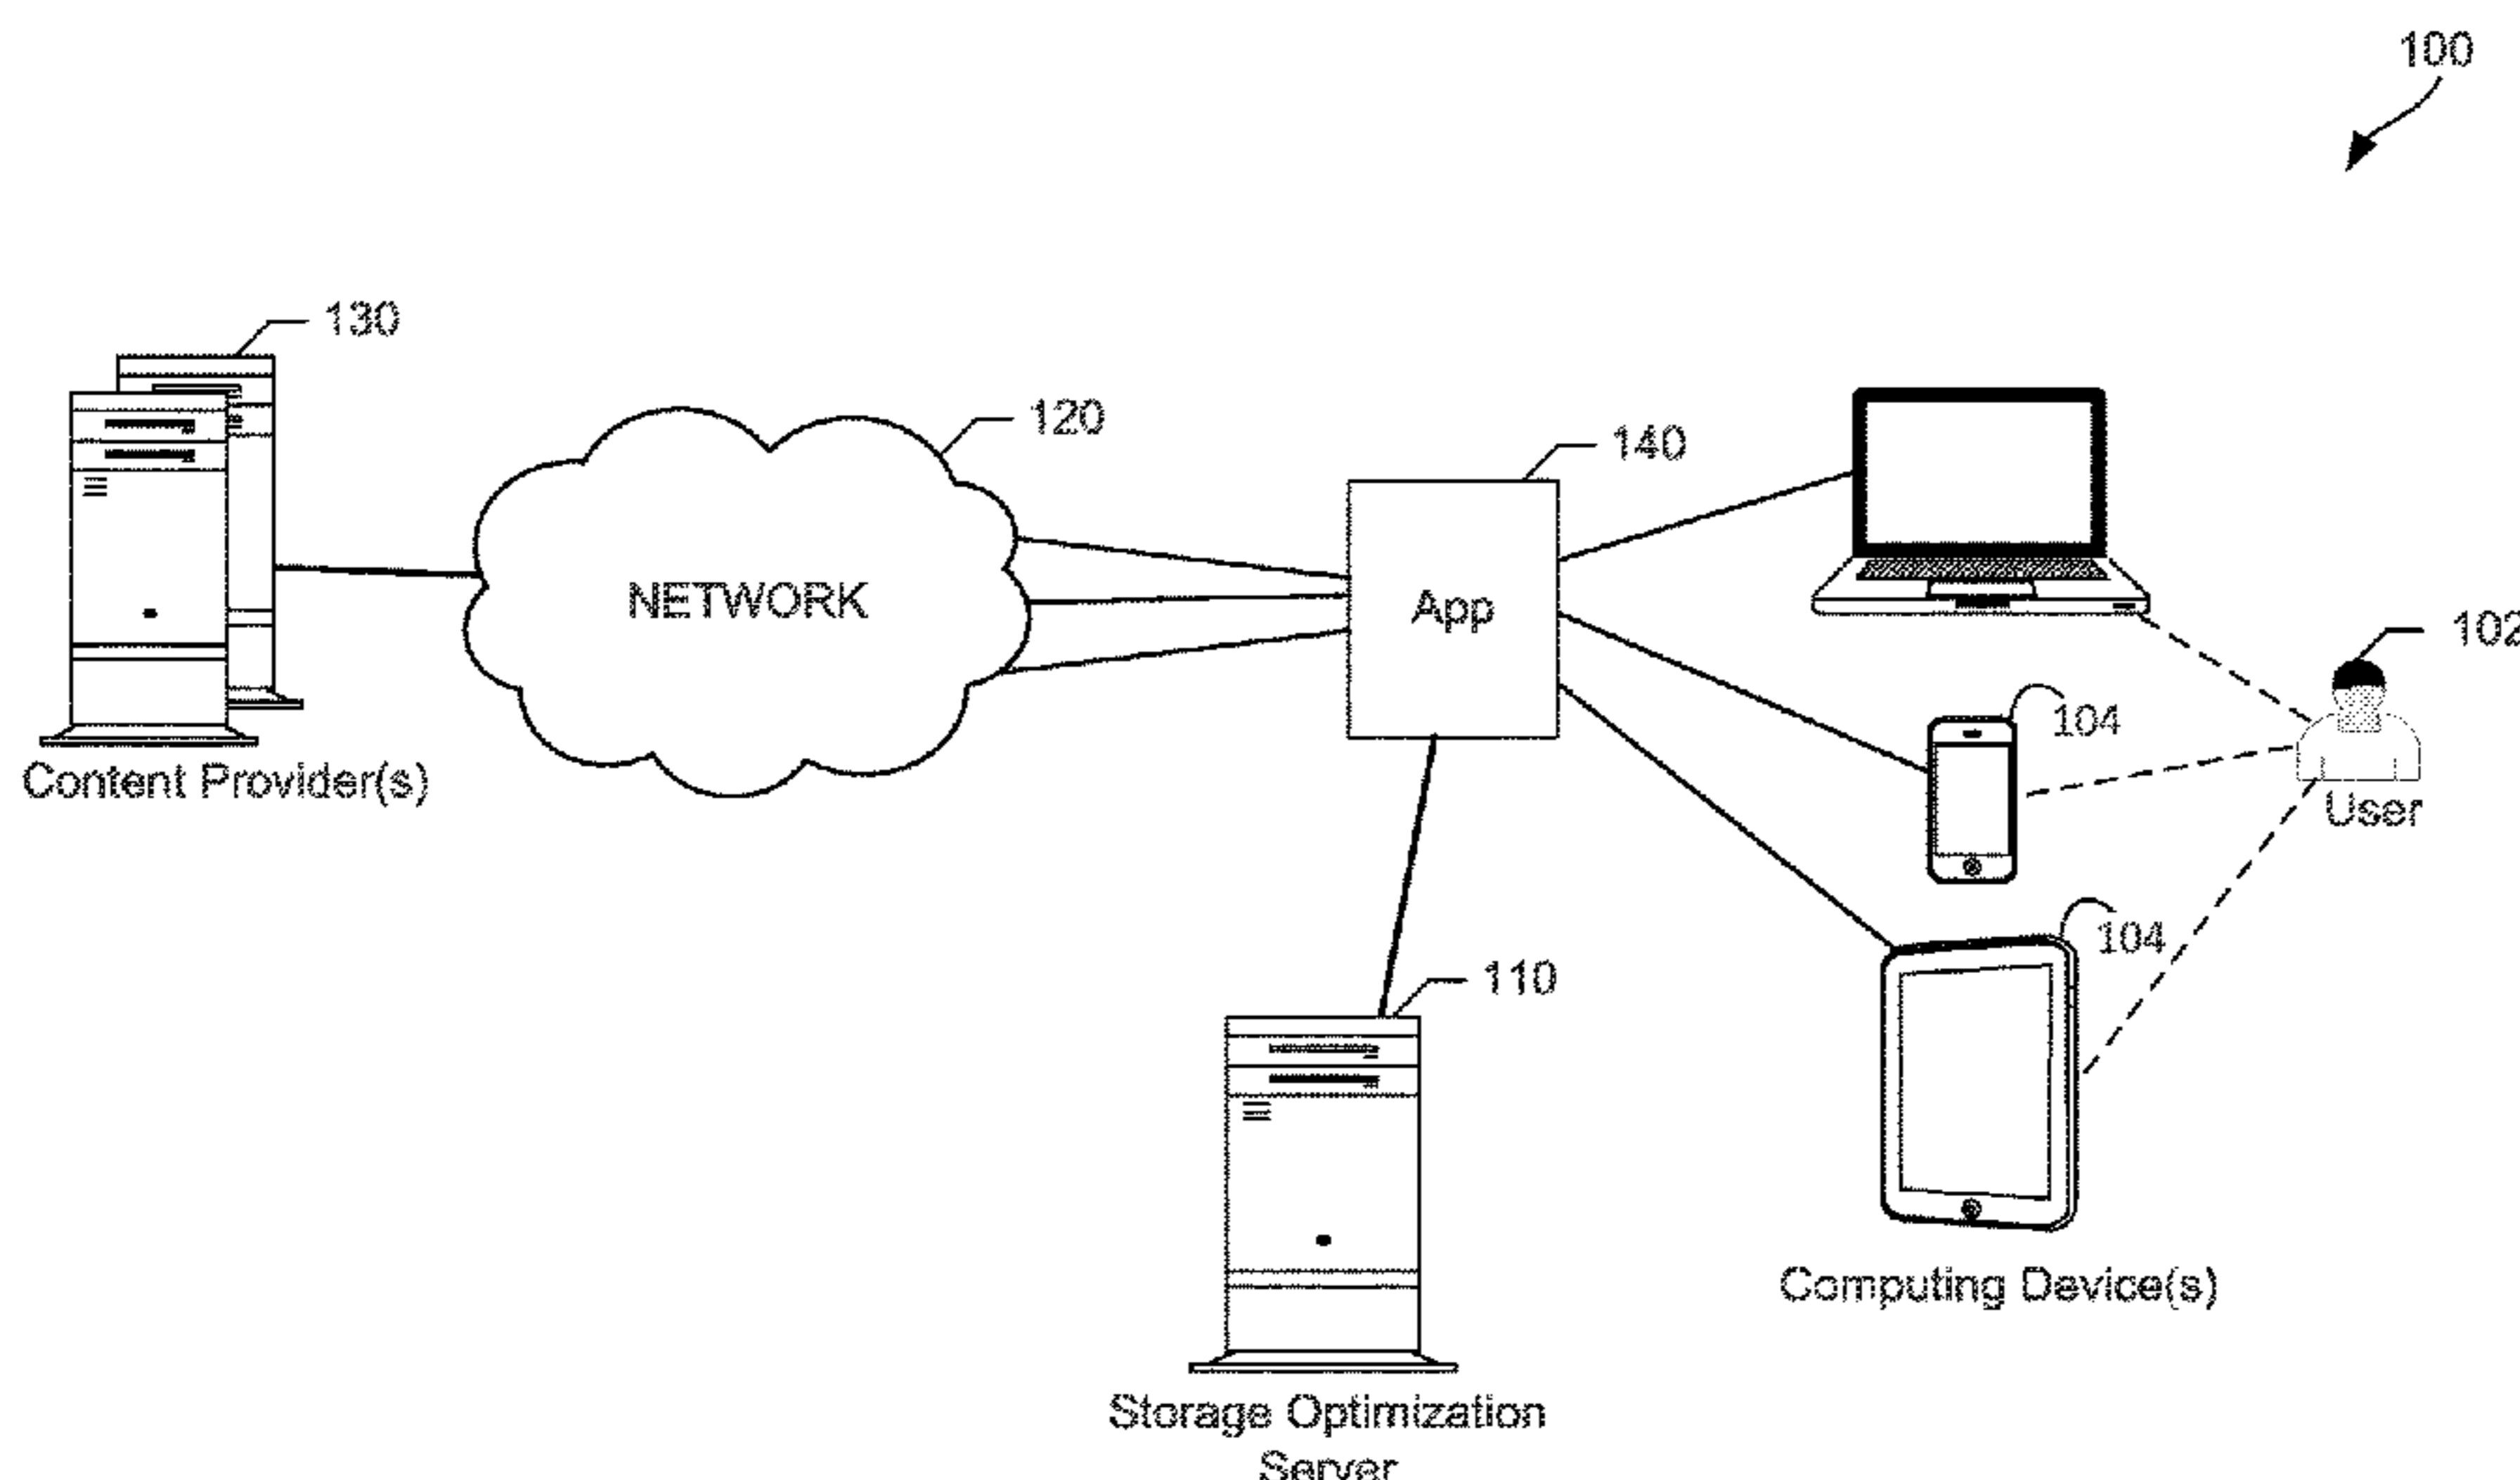 100
130
120
140
NETWORK
App
102
104
User
Content Provider(s)
104
110
Computing Device(s)
Storage Optimization
Server